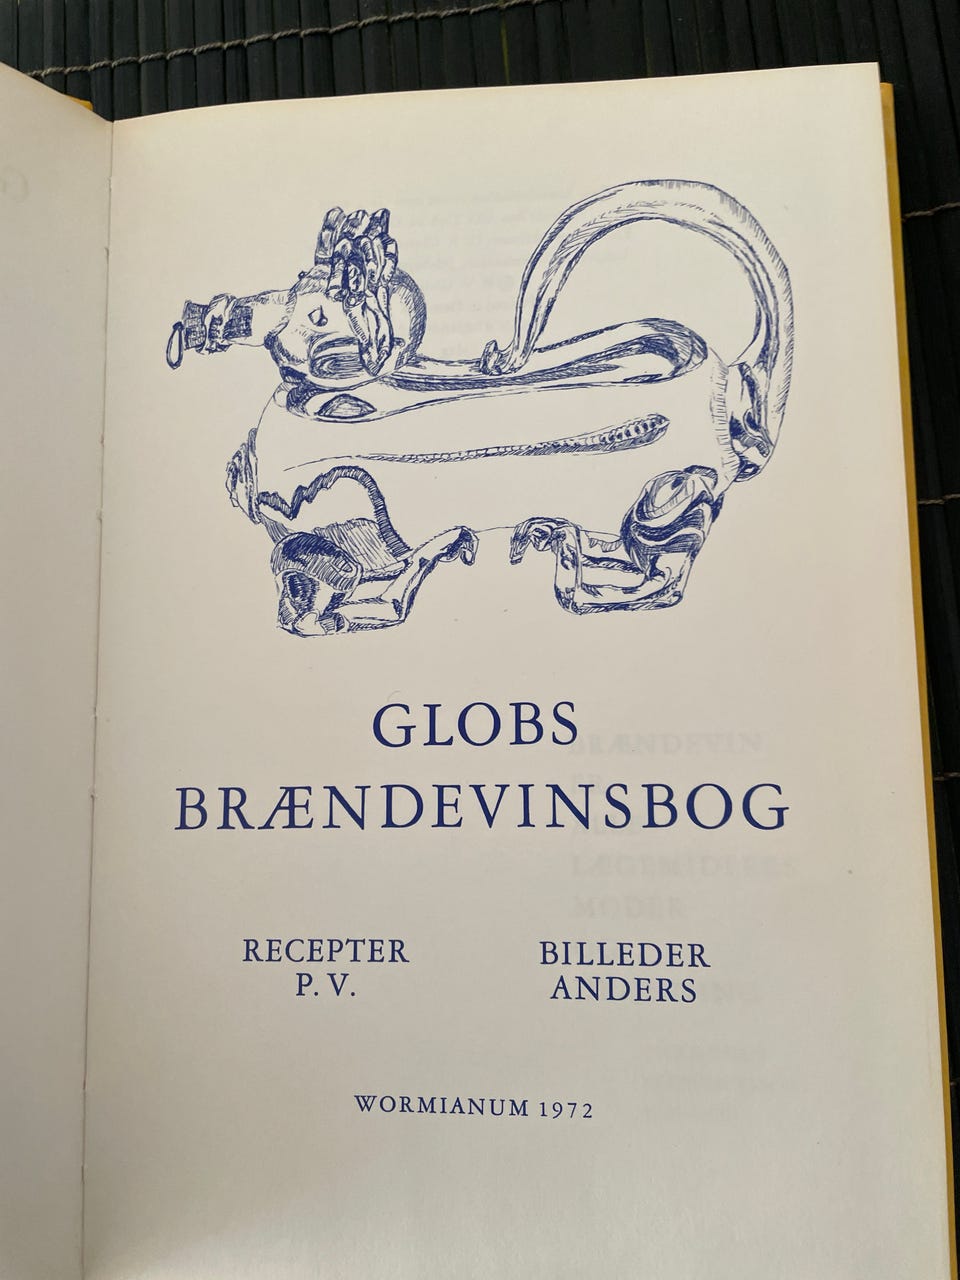 GLOBS
BRÆNDEVINSBOG
RECEPTER
P. V.
BILLEDER
ANDERS
WORMIANUM 1972